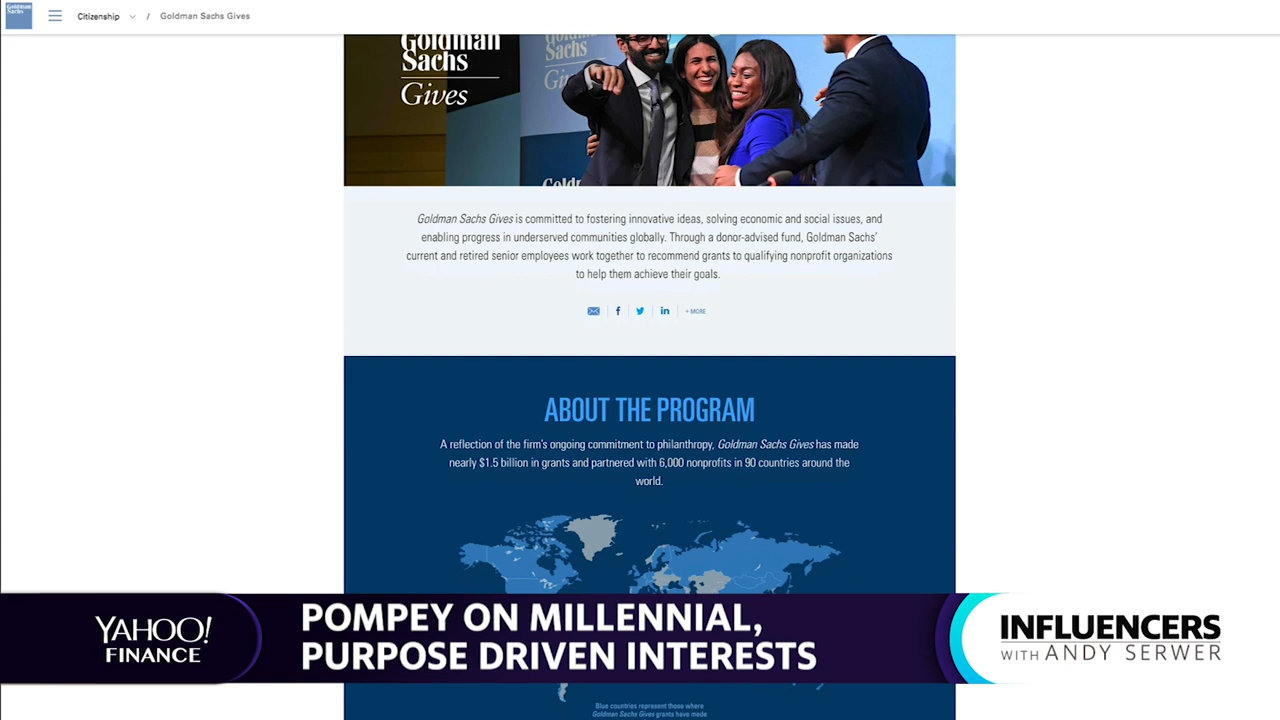 Goldman
Sachs
Citizenship / Goldman Sachs Gives
Goldman
Sachs
Gives
Sachs
Gi
Goldm
Goldman Sachs Gives is committed to fostering innovative ideas, solving economic and social issues, and
enabling progress in underserved communities globally. Through a donor-advised fund, Goldman Sachs'
current and retired senior employees work together to recommend grants to qualifying nonprofit organizations
to help them achieve their goals.
+ MORE
ABOUT THE PROGRAM
A reflection of the firm's ongoing commitment to philanthropy, Goldman Sachs Gives has made
nearly $1.5 billion in grants and partnered with 6,000 nonprofits in 90 countries around the
world.
YAHOO!
FINANCE
POMPEY ON MILLENNIAL,
PURPOSE DRIVEN INTERESTS
INFLUENCERS
WITH ANDY SERWER
Blue countries represent those where
Goldman Sachs Gives grants have made